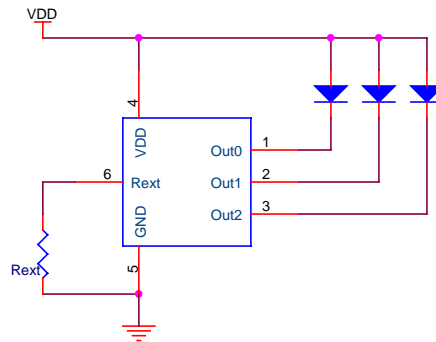 VDD
4
VDD
Out0 1
6 Rext Out1 2
Out2 3
GND
5
Rext